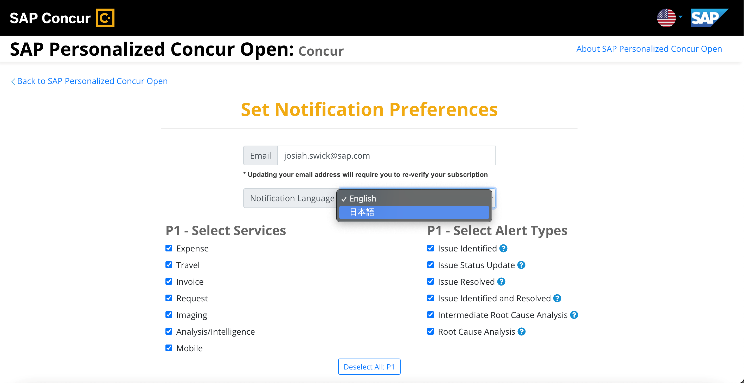 SAP Concur C
SAP
SAP Personalized Concur Open: Concur
About SAP Personalized Concur Open
Back to SAP Personalized Concur Open
Set Notification Preferences
Email josiah.swick@sap.com
* Updating your email address will require you to re-verify your subscription
Notification Language
✓ English
日本語
P1 - Select Services
Expense
Travel
Invoice
Request
Imaging
Analysis/Intelligence
Mobile
P1 - Select Alert Types
Issue Identified ?
Issue Status Update ?
Issue Resolved ?
Issue Identified and Resolved ?
Intermediate Root Cause Analysis ?
Root Cause Analysis ?
Deselect All P1